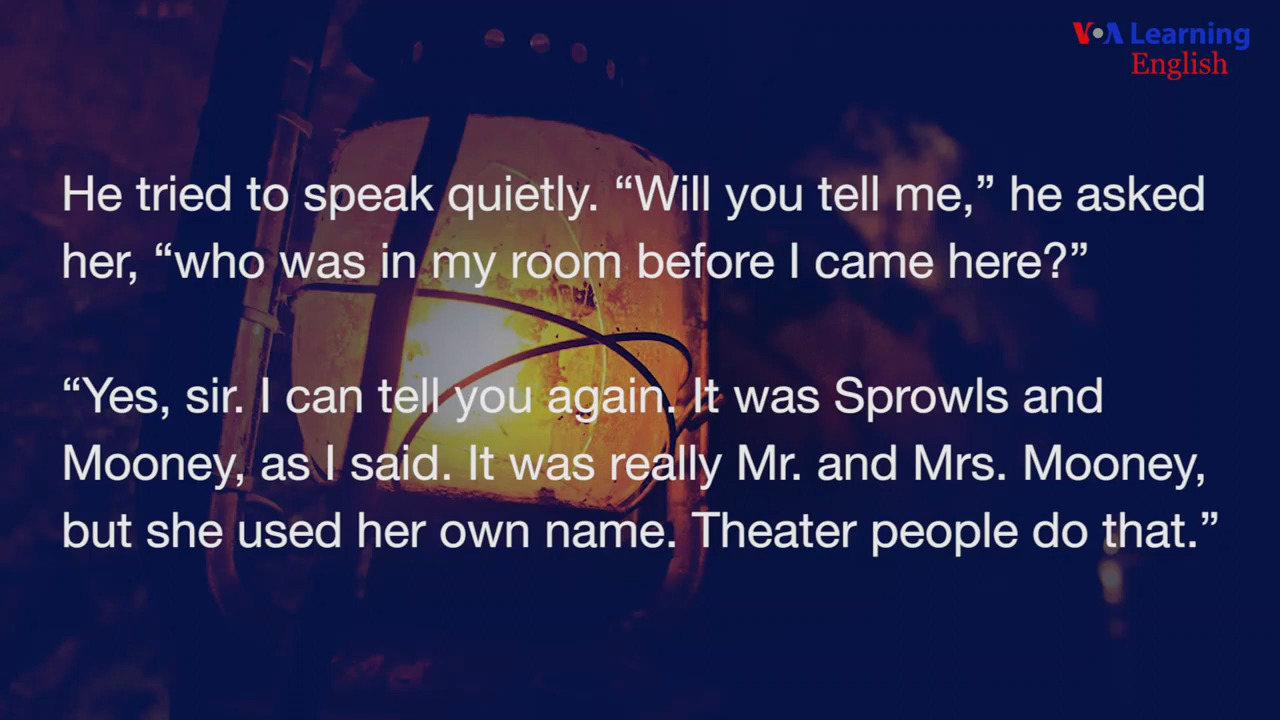 VOA Learning
English
He tried to speak quietly. “Will you tell me,” he asked
her, “who was in my room before I came here?”
“Yes, sir. I can tell you again. It was Sprowls and
Mooney, as I said. It was really Mr. and Mrs. Mooney,
but she used her own name. Theater people do that.”